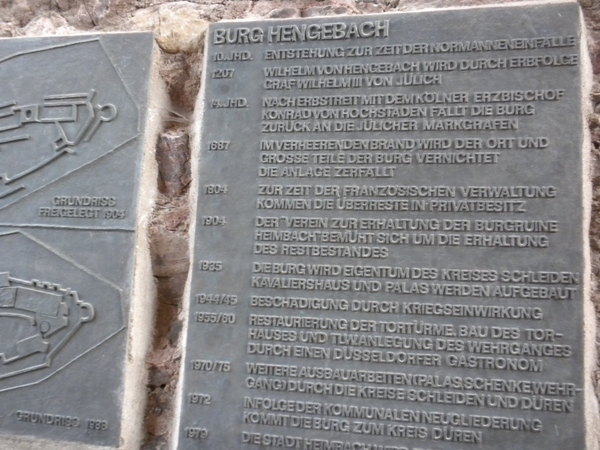 BURG HENGEBACH
10.JHD. ENTSTEHUNG ZUR ZEIT DER NORMANNENEINFÄLLE
1207 WILHELM VON HENGEBACH WIRD DURCH ERBFOLGE
GRAF WILHELM III VON JÜLICH
14.JHD. NACH ERBSTREIT MIT DEM KÖLNER ERZBISCHOF
KONRAD VON HOCHSTADEN FÄLLT DIE BURG
ZURÜCK AN DIE JÜLICHER MARKGRAFEN
1687 IM VERHEERENDEN BRAND WIRD DER ORT UND
GROSSE TEILE DER BURG VERNICHTET
DIE ANLAGE ZERFÄLLT
1804 ZUR ZEIT DER FRANZÖSISCHEN VERWALTUNG
KOMMEN DIE ÜBERRESTE IN PRIVATBESITZ
1904 DER "VEREIN ZUR ERHALTUNG DER BURGRUINE
HEIMBACH" BEMÜHT SICH UM DIE ERHALTUNG
DES RESTBESTANDES
1935 DIE BURG WIRD EIGENTUM DES KREISES SCHLEIDEN
KAVALIERSHAUS UND PALAS WERDEN AUFGEBAUT
1944/45 BESCHÄDIGUNG DURCH KRIEGSEINWIRKUNG
1955/60 RESTAURIERUNG DER TORTÜRME, BAU DES TOR-
HAUSES UND TLW. ANLEGUNG DES WEHRGANGES
DURCH EINEN DÜSSELDORFER GASTRONOM
1970/75 WEITERE AUSBAUARBEITEN (PALAS, SCHENKE, WEHR-
GANG) DURCH DIE KREISE SCHLEIDEN UND DÜREN
1972 INFOLGE DER KOMMUNALEN NEUGLIEDERUNG
KOMMT DIE BURG ZUM KREIS DÜREN
DIE STADT HEIMBACH WIRD
GRUNDRISS
FREIGELEGT 1904
GRUNDRISS